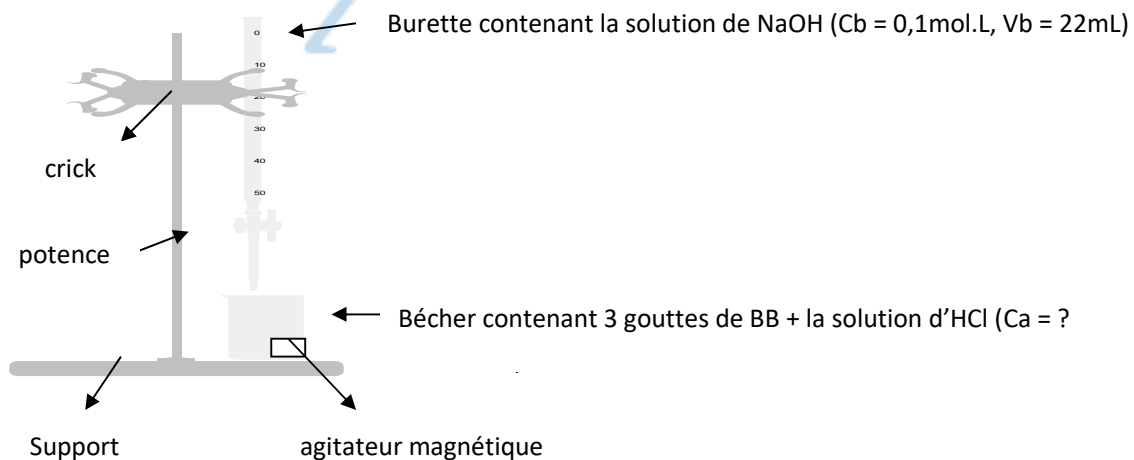 Burette contenant la solution de NaOH (Cb = 0,1mol.L, Vb = 22mL)
0
10
20
30
crick
40
50
potence
Bécher contenant 3 gouttes de BB + la solution d’HCl (Ca = ?
Support
agitateur magnétique